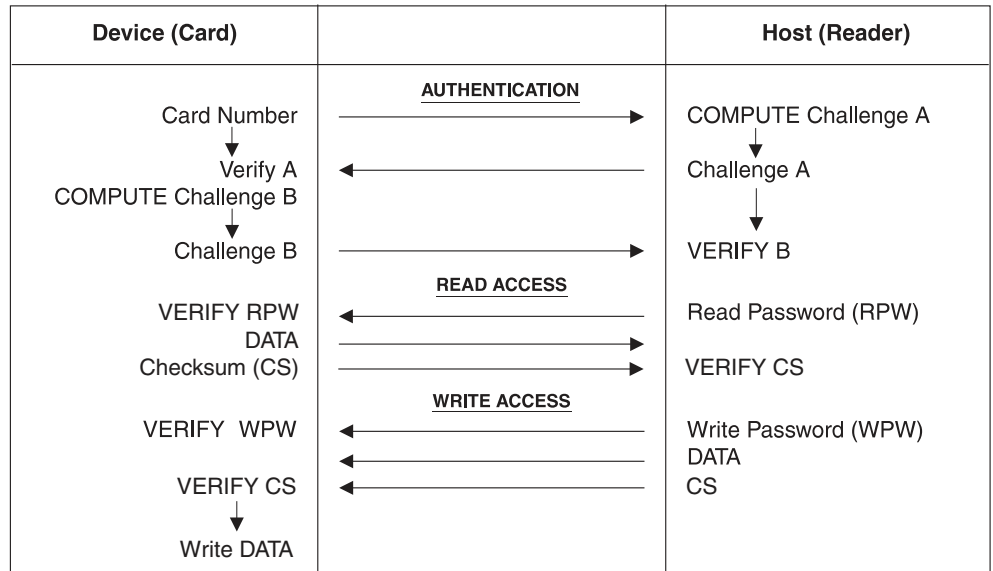 Device (Card) Host (Reader)
AUTHENTICATION
Card Number COMPUTE Challenge A
Verify A Challenge A
COMPUTE Challenge B
Challenge B VERIFY B
READ ACCESS
VERIFY RPW Read Password (RPW)
DATA
Checksum (CS) VERIFY CS
WRITE ACCESS
VERIFY WPW Write Password (WPW)
DATA
VERIFY CS CS
Write DATA